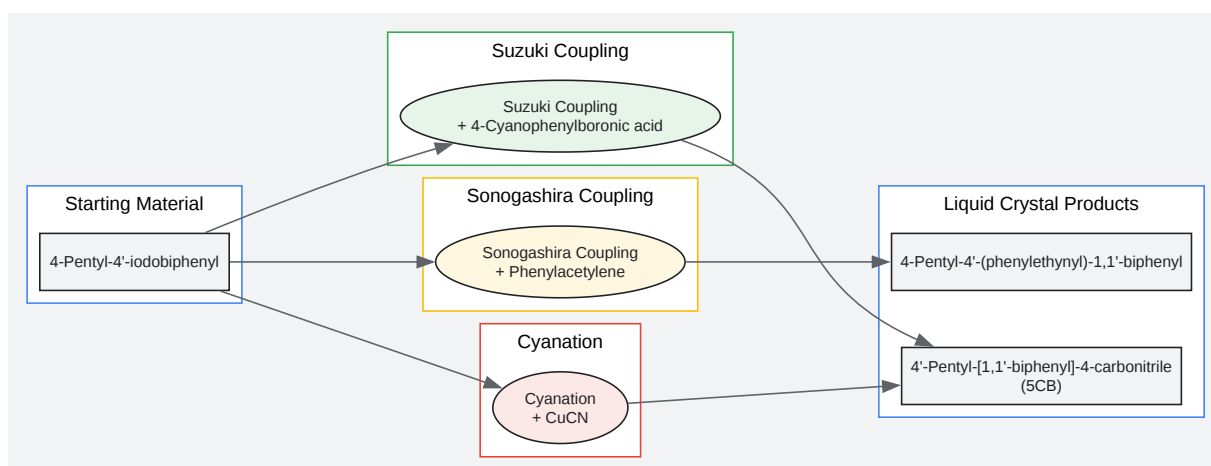 Suzuki Coupling
Suzuki Coupling
+ 4-Cyanophenylboronic acid
Starting Material
4-Pentyl-4'-iodobiphenyl
Sonogashira Coupling
Sonogashira Coupling
+ Phenylacetylene
Cyanation
Cyanation
+ CuCN
Liquid Crystal Products
4-Pentyl-4'-(phenylethynyl)-1,1'-biphenyl
4'-Pentyl-[1,1'-biphenyl]-4-carbonitrile
(5CB)